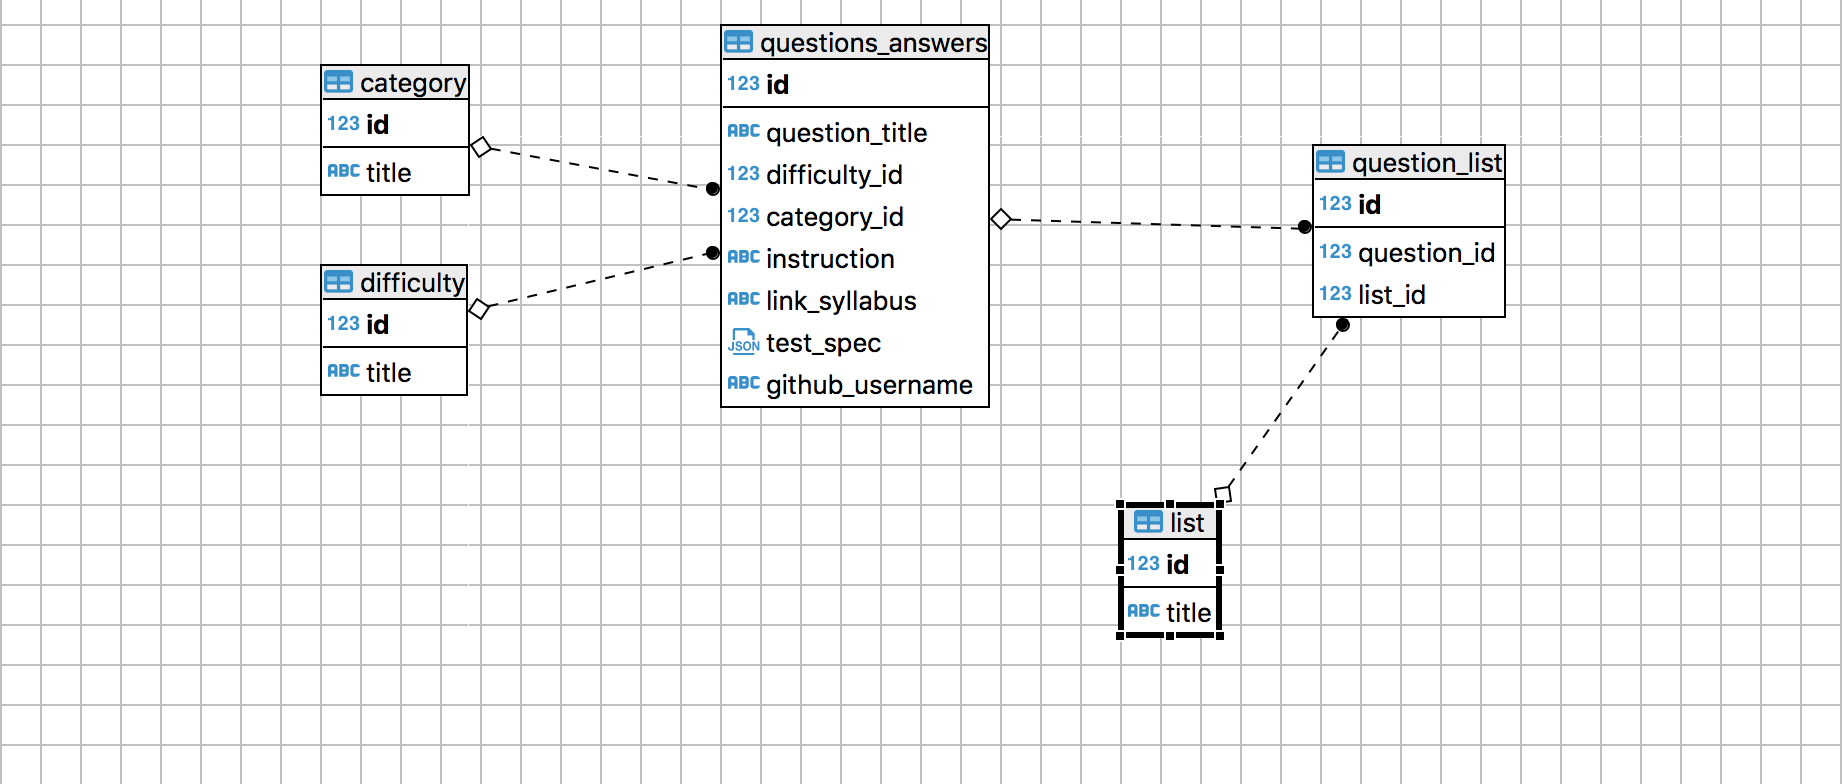 category
123 id
ABC title
difficulty
123 id
ABC title
questions_answers
123 id
ABC question_title
123 difficulty_id
123 category_id
ABC instruction
ABC link_syllabus
JSON test_spec
ABC github_username
question_list
123 id
123 question_id
123 list_id
list
123 id
ABC title